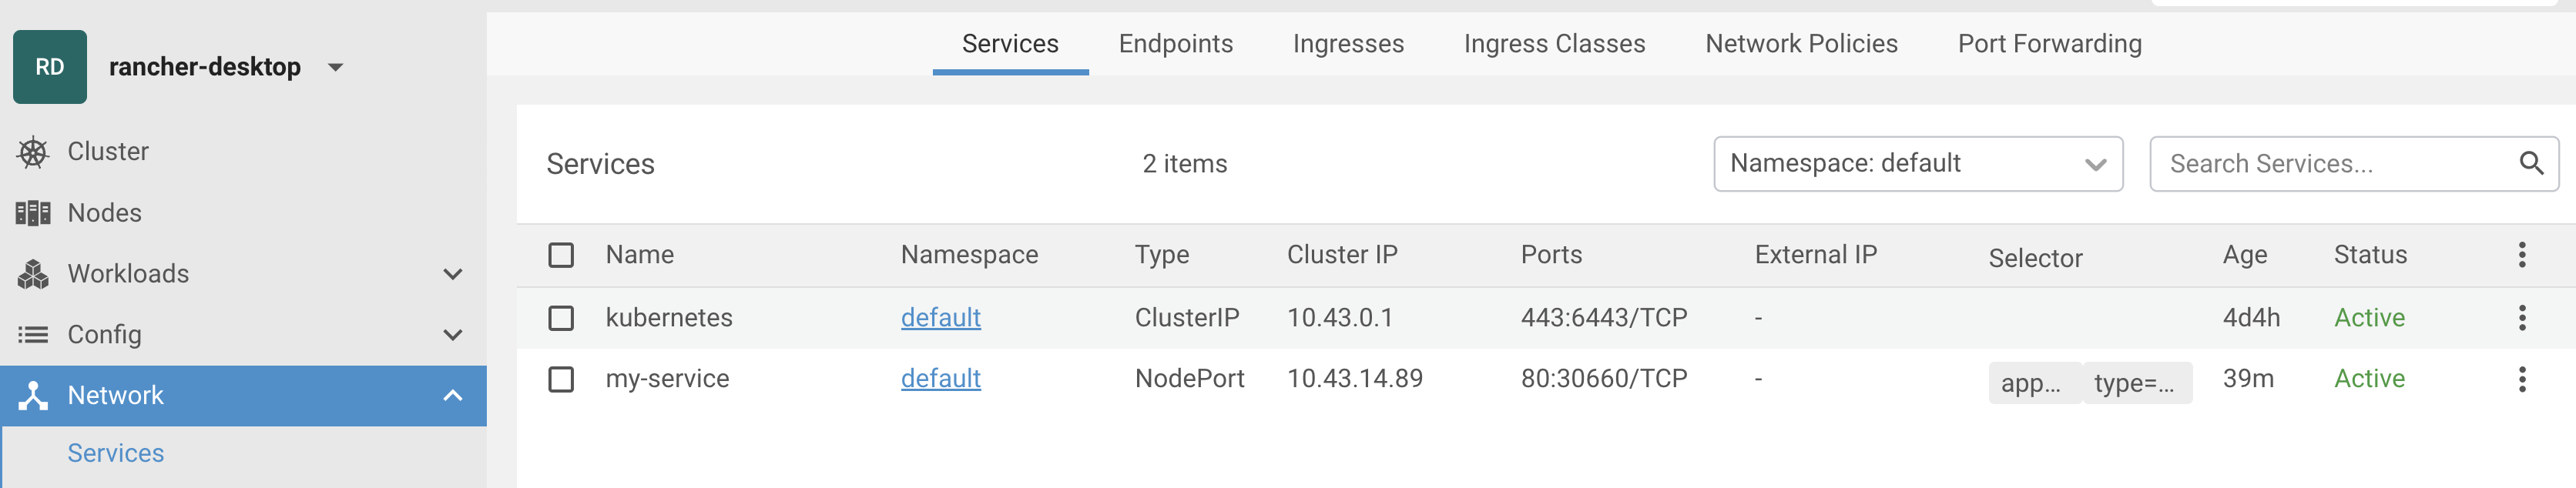 RD rancher-desktop
Cluster
Nodes
Workloads
Config
Network
Services
Services Endpoints Ingresses Ingress Classes Network Policies Port Forwarding
Services 2 items Namespace: default Search Services...
Name Namespace Type Cluster IP Ports External IP Selector Age Status
kubernetes default ClusterIP 10.43.0.1 443:6443/TCP - 4d4h Active
my-service default NodePort 10.43.14.89 80:30660/TCP - app... type=... 39m Active